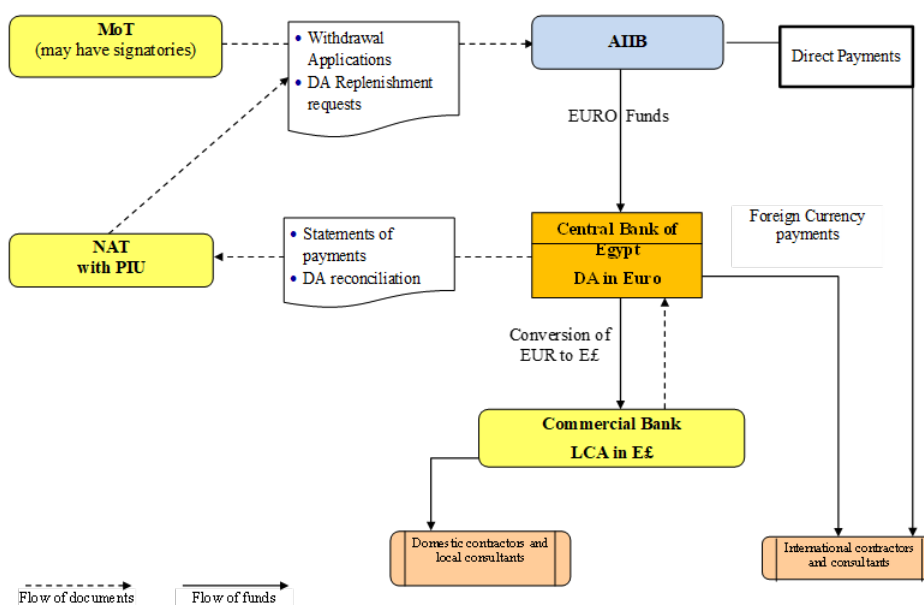 MoT
(may have signatories)
Withdrawal
Applications
DA Replenishment
requests
AIIB
Direct Payments
EURO Funds
NAT
with PIU
Statements of
payments
DA reconciliation
Central Bank of
Egypt
DA in Euro
Foreign Currency
payments
Conversion of
EUR to E£
Commercial Bank
LCA in E£
Domestic contractors and
local consultants
International contractors
and consultants
Flow of documents
Flow of funds